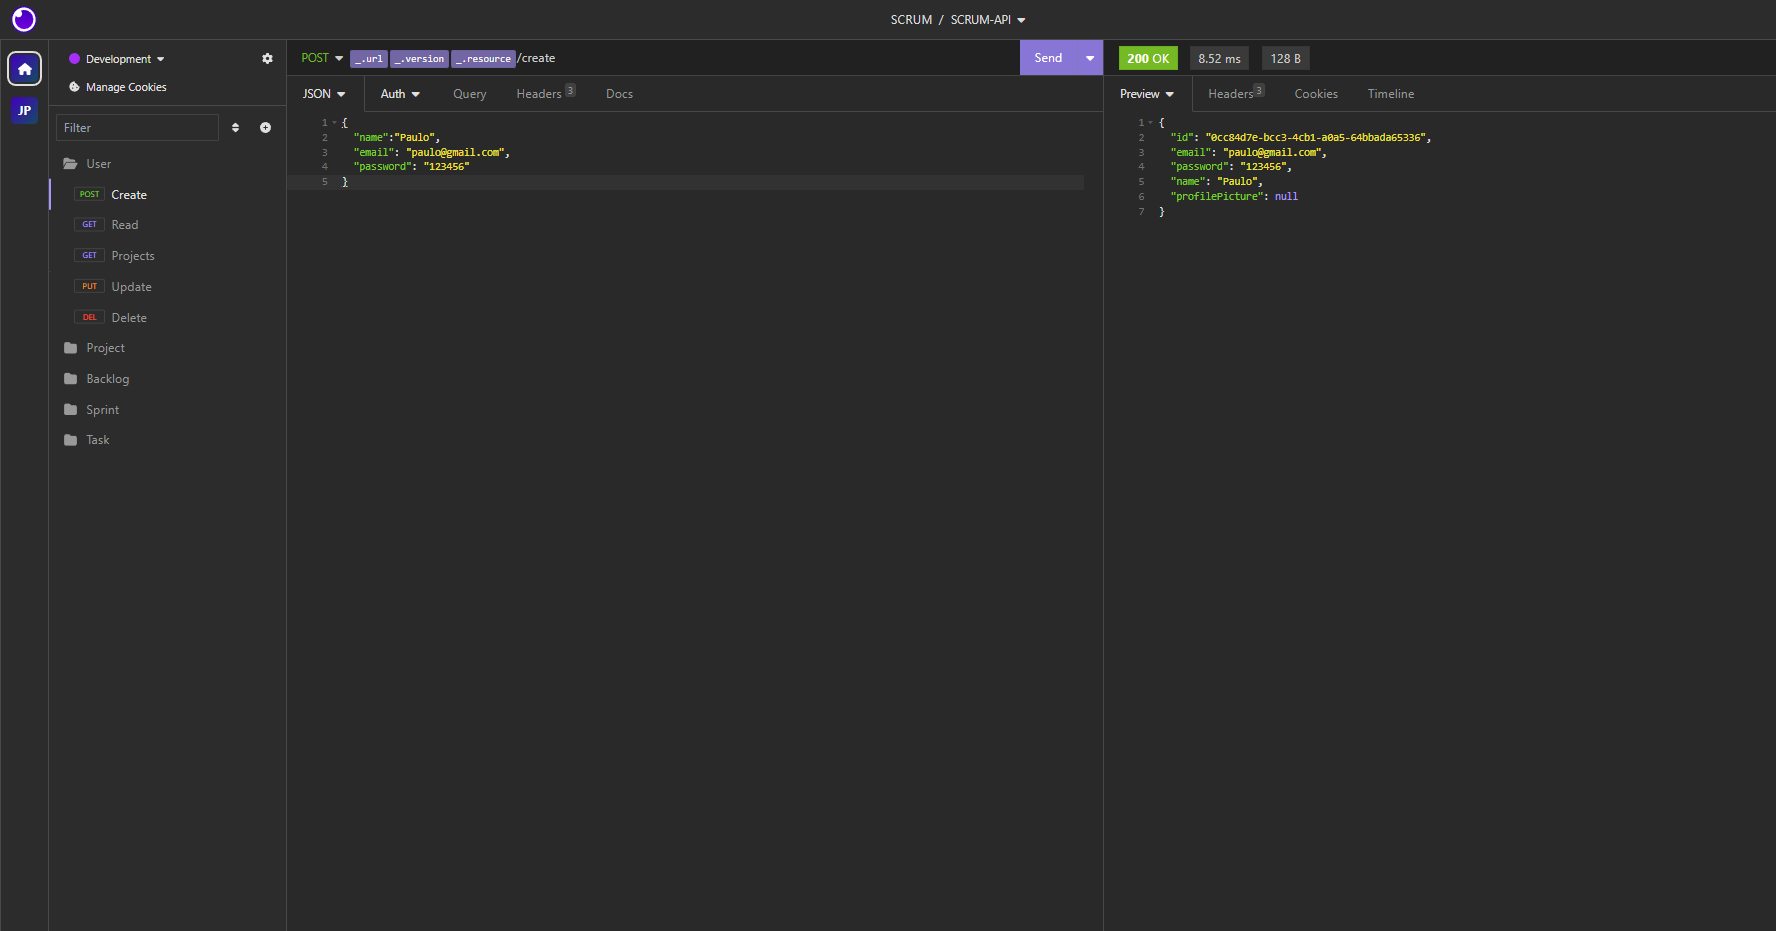 SCRUM / SCRUM-API
JP
Development
Manage Cookies
Filter
User
POST Create
GET Read
GET Projects
PUT Update
DEL Delete
Project
Backlog
Sprint
Task
POST _.url _.version _.resource /create
Send
JSON Auth Query Headers 3 Docs
1 {
2 "name":"Paulo",
3 "email": "paulo@gmail.com",
4 "password": "123456"
5 }
200 OK 8.52 ms 128 B
Preview Headers 3 Cookies Timeline
1 {
2 "id": "0cc84d7e-bcc3-4cb1-a0a5-64bbada65336",
3 "email": "paulo@gmail.com",
4 "password": "123456",
5 "name": "Paulo",
6 "profilePicture": null
7 }